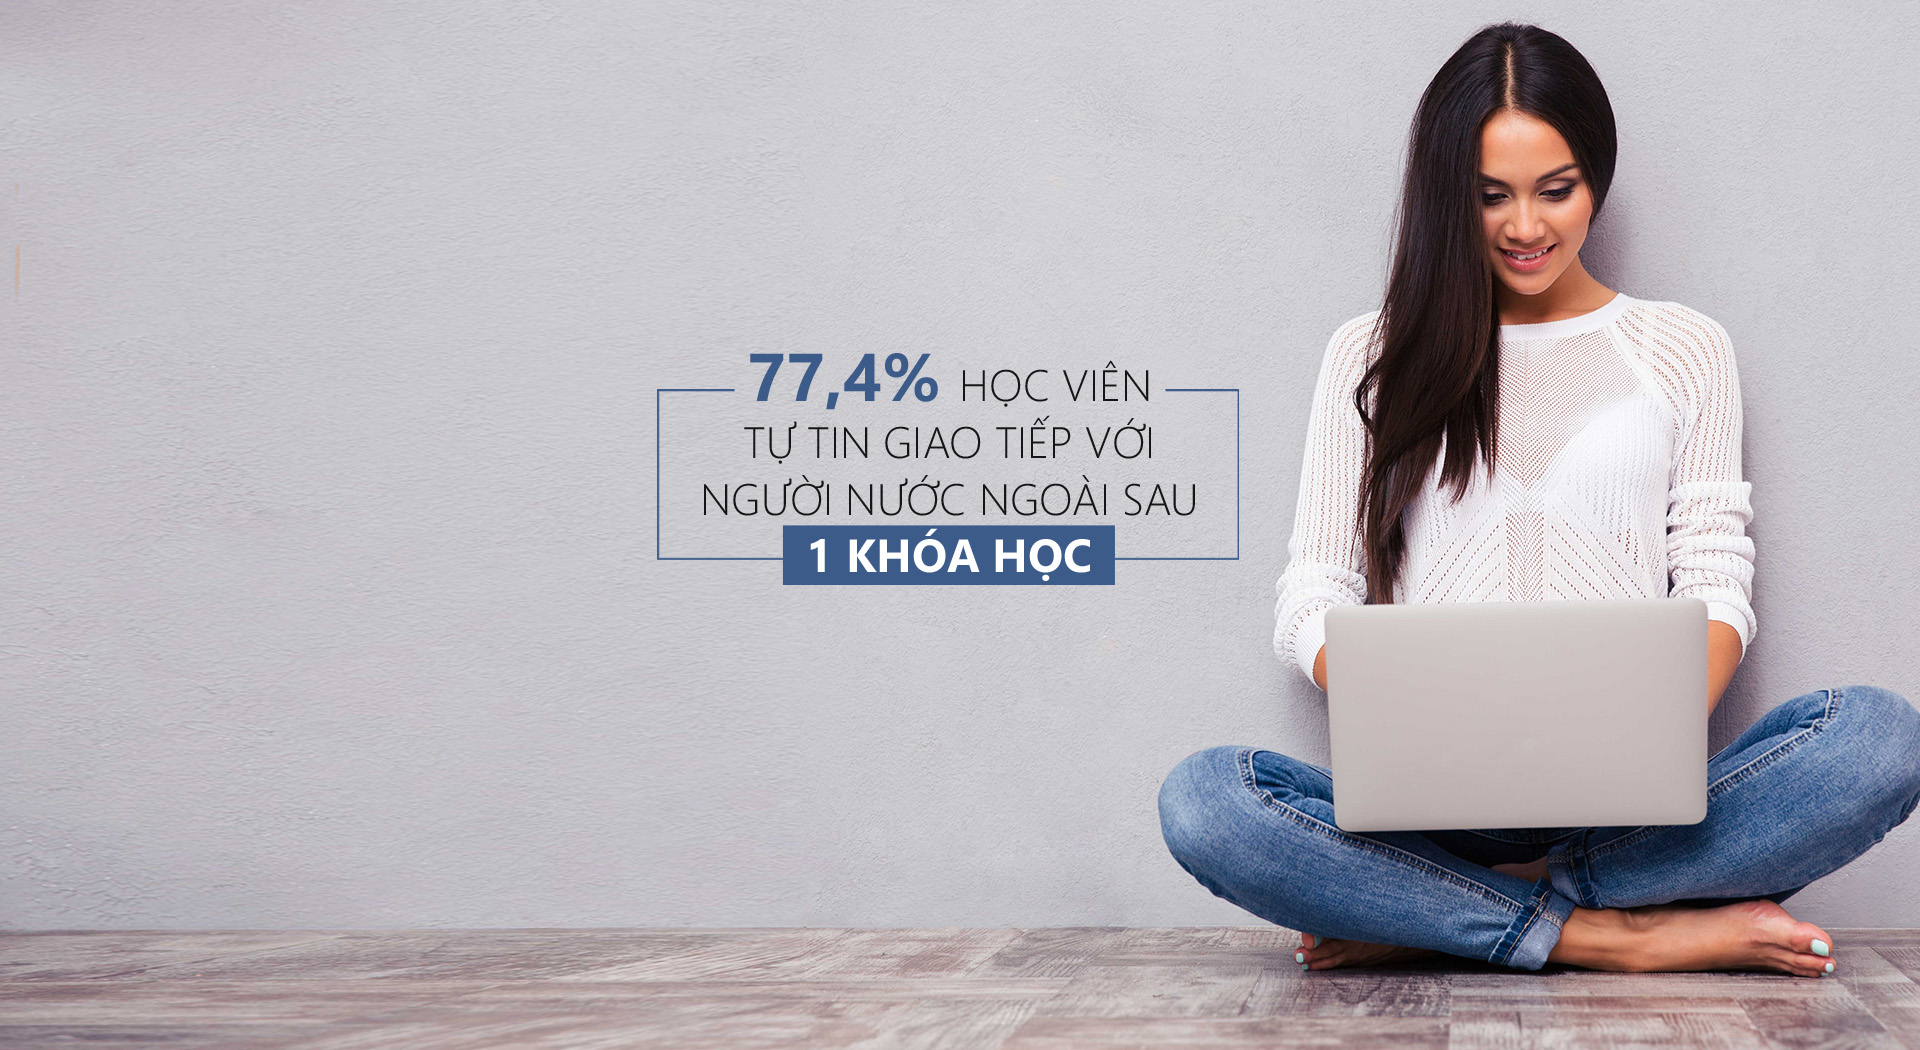 77,4% HỌC VIÊN
TỰ TIN GIAO TIẾP VỚI
NGƯỜI NƯỚC NGOÀI SAU
1 KHÓA HỌC